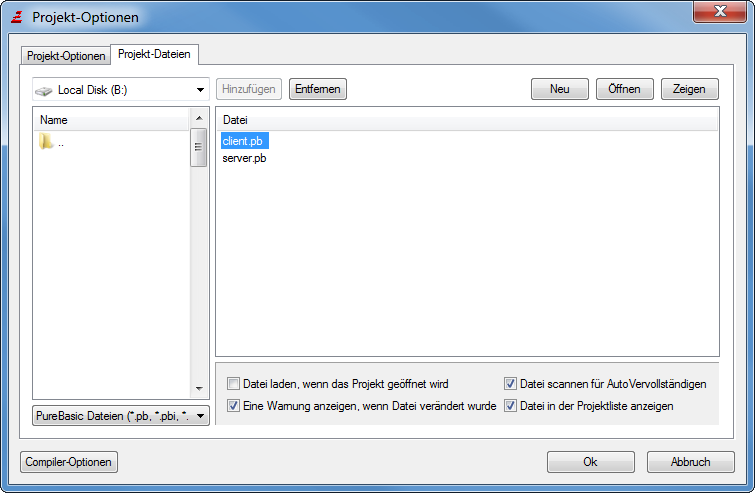 Projekt-Optionen
Projekt-Optionen Projekt-Dateien
Local Disk (B:) Hinzufügen Entfernen Neu Öffnen Zeigen
Name Datei
.. client.pb
server.pb
Datei laden, wenn das Projekt geöffnet wird Datei scannen für AutoVervollständigen
Eine Warnung anzeigen, wenn Datei verändert wurde Datei in der Projektliste anzeigen
PureBasic Dateien (*.pb, *.pbi, *.
Compiler-Optionen Ok Abbruch